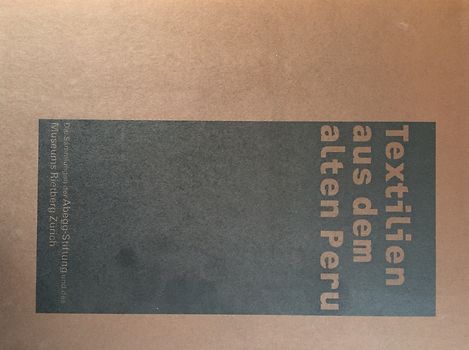 Textilien
aus dem
alten Peru
Die Sammlungen der Abegg-Stiftung und des
Museums Rietberg Zürich